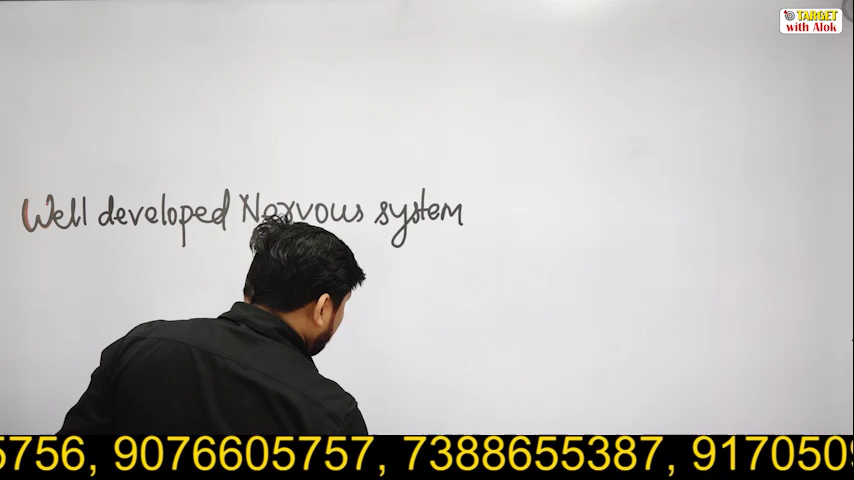 TARGET
with Alok
Well developed Nervous system
5756, 9076605757, 7388655387, 917050